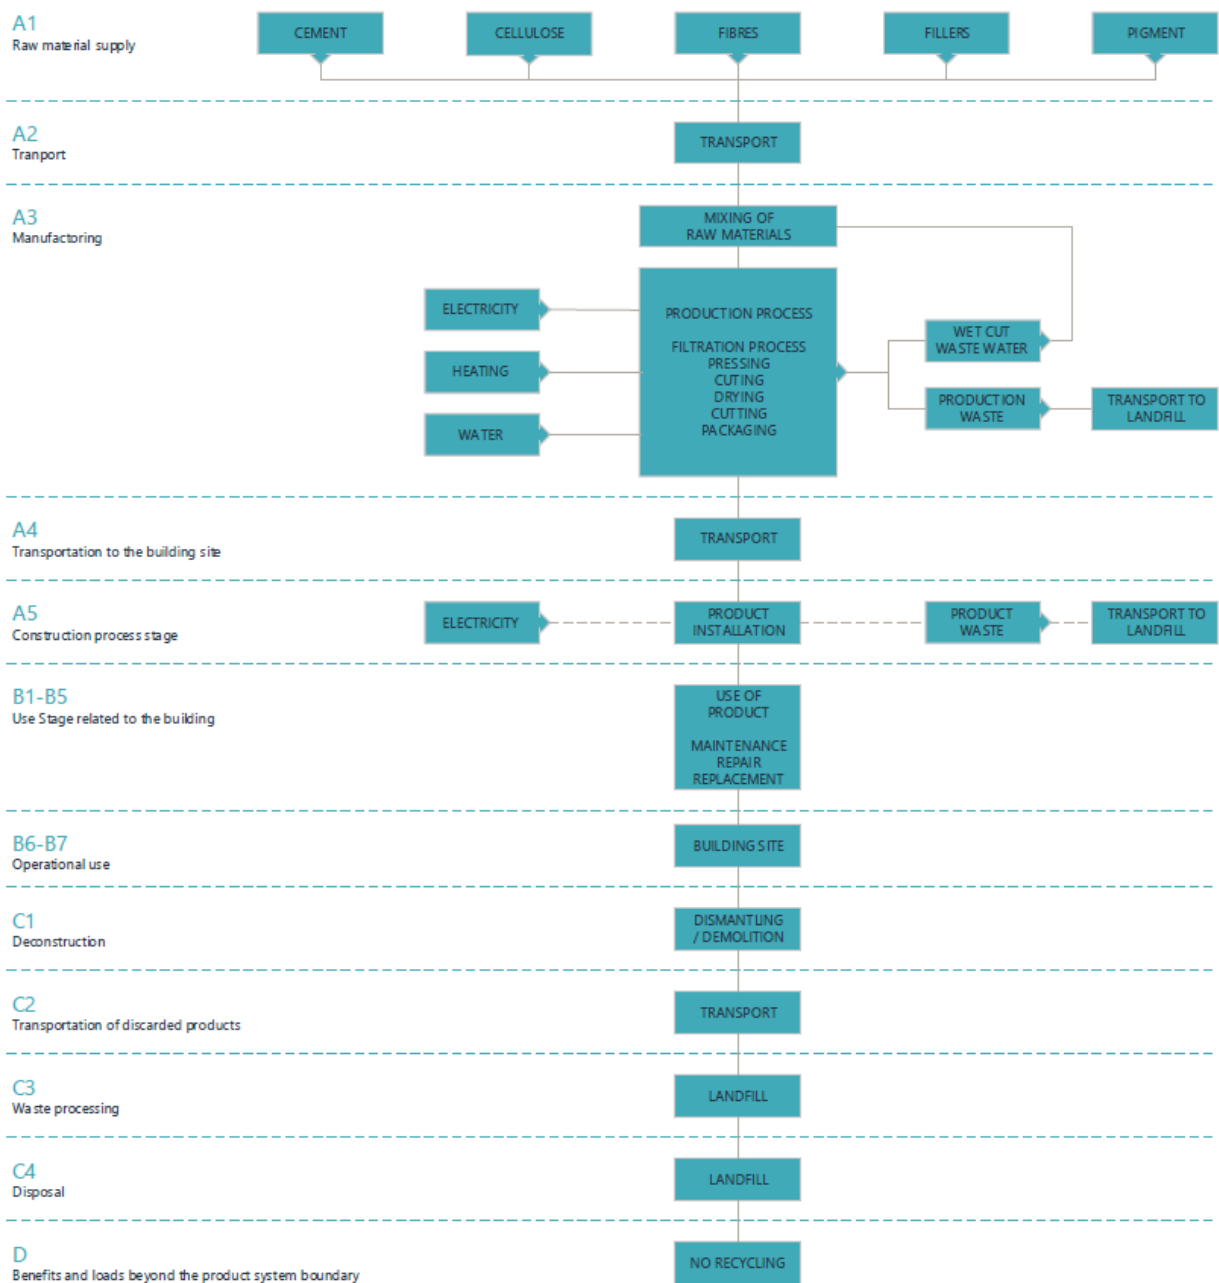 A1
Raw material supply
CEMENT
CELLULOSE
FIBRES
FILLERS
PIGMENT
A2
Tranport
TRANSPORT
A3
Manufactoring
MIXING OF
RAW MATERIALS
ELECTRICITY
HEATING
WATER
PRODUCTION PROCESS
FILTRATION PROCESS
PRESSING
CUTING
DRYING
CUTTING
PACKAGING
WET CUT
WASTE WATER
PRODUCTION
WASTE
TRANSPORT TO
LANDFILL
A4
Transportation to the building site
TRANSPORT
A5
Construction process stage
ELECTRICITY
PRODUCT
INSTALLATION
PRODUCT
WASTE
TRANSPORT TO
LANDFILL
B1-B5
Use Stage related to the building
USE OF
PRODUCT
MAINTENANCE
REPAIR
REPLACEMENT
B6-B7
Operational use
BUILDING SITE
C1
Deconstruction
DISMANTLING
/ DEMOLITION
C2
Transportation of discarded products
TRANSPORT
C3
Waste processing
LANDFILL
C4
Disposal
LANDFILL
D
Benefits and loads beyond the product system boundary
NO RECYCLING